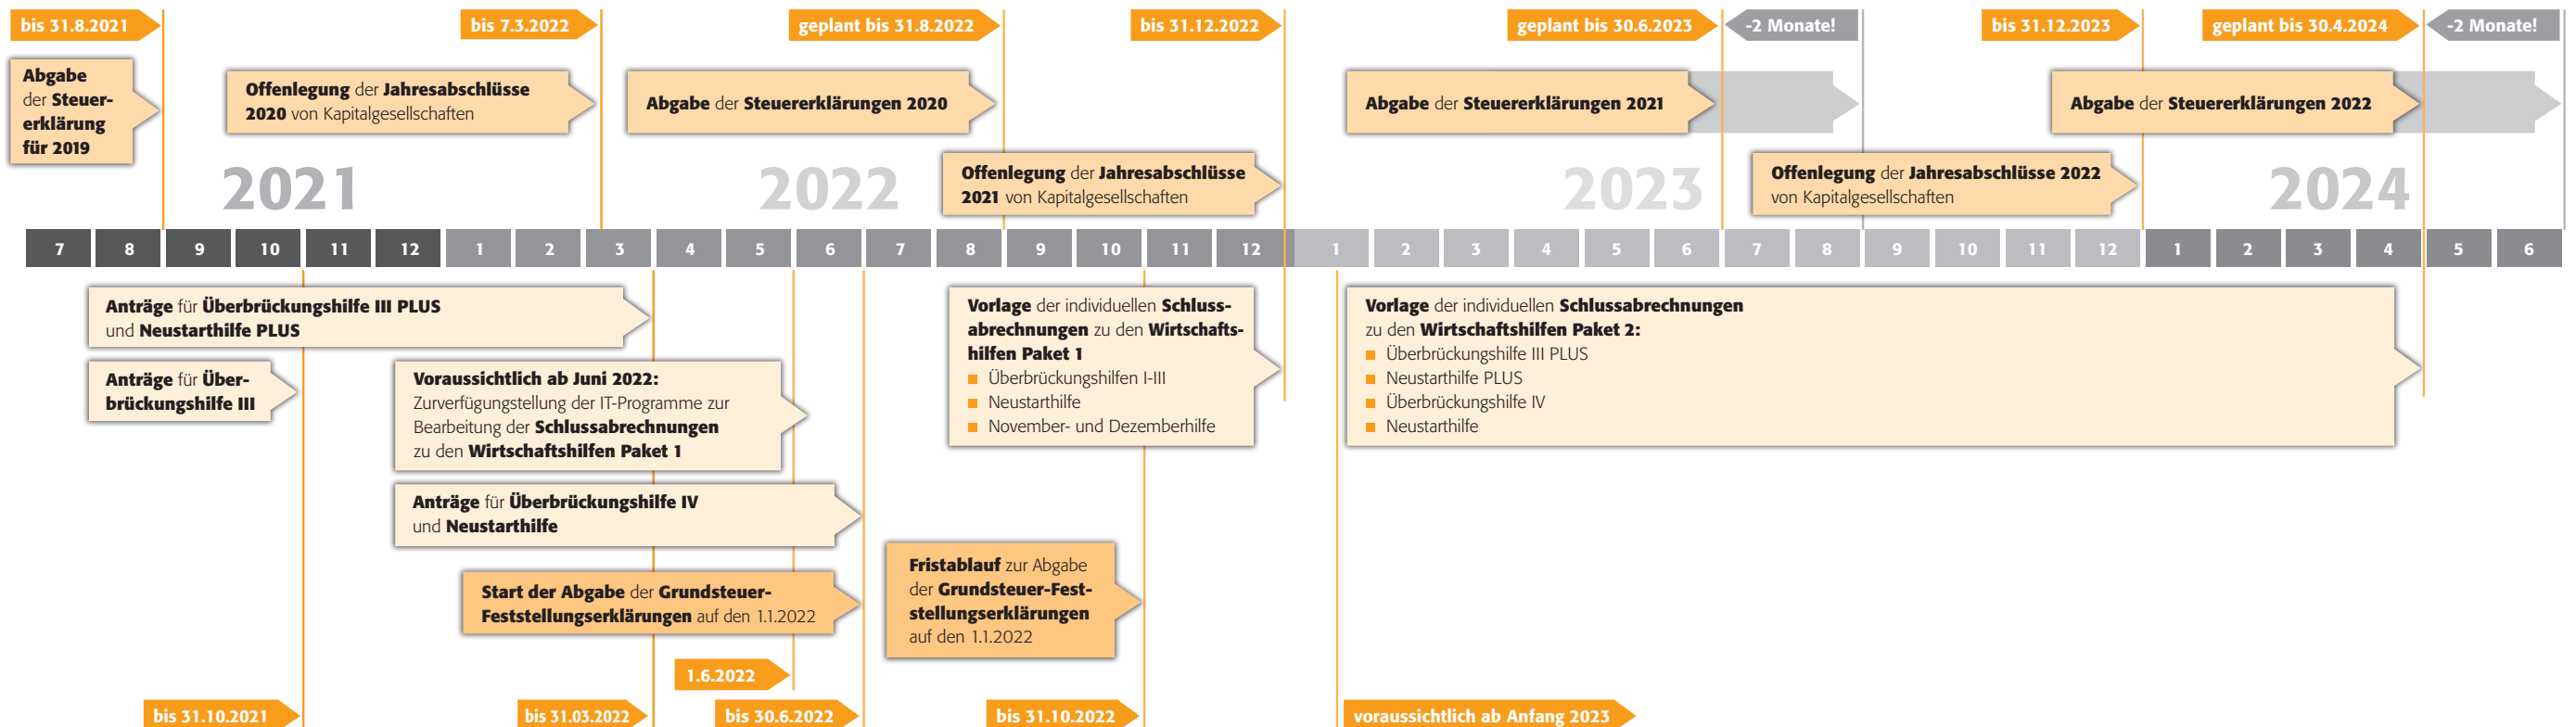 bis 31.8.2021
bis 7.3.2022
geplant bis 31.8.2022
bis 31.12.2022
geplant bis 30.6.2023
-2 Monate!
bis 31.12.2023
geplant bis 30.4.2024
-2 Monate!
Abgabe
der Steuer-
erklärung
für 2019
Offenlegung der Jahresabschlüsse
2020 von Kapitalgesellschaften
Abgabe der Steuererklärungen 2020
Abgabe der Steuererklärungen 2021
Abgabe der Steuererklärungen 2022
Offenlegung der Jahresabschlüsse
2021 von Kapitalgesellschaften
Offenlegung der Jahresabschlüsse 2022
von Kapitalgesellschaften
2021
2022
2023
2024
7 8 9 10 11 12 1 2 3 4 5 6 7 8 9 10 11 12 1 2 3 4 5 6 7 8 9 10 11 12 1 2 3 4 5 6
Anträge für Überbrückungshilfe III PLUS
und Neustarthilfe PLUS
Anträge für Über-
brückungshilfe III
Voraussichtlich ab Juni 2022:
Zurverfügungstellung der IT-Programme zur
Bearbeitung der Schlussabrechnungen
zu den Wirtschaftshilfen Paket 1
Anträge für Überbrückungshilfe IV
und Neustarthilfe
Start der Abgabe der Grundsteuer-
Feststellungserklärungen auf den 1.1.2022
Fristablauf zur Abgabe
der Grundsteuer-Fest-
stellungserklärungen
auf den 1.1.2022
Vorlage der individuellen Schluss-
abrechnungen zu den Wirtschafts-
hilfen Paket 1
Überbrückungshilfen I-III
Neustarthilfe
November- und Dezemberhilfe
Vorlage der individuellen Schlussabrechnungen
zu den Wirtschaftshilfen Paket 2:
Überbrückungshilfe III PLUS
Neustarthilfe PLUS
Überbrückungshilfe IV
Neustarthilfe
1.6.2022
bis 31.10.2021
bis 31.03.2022
bis 30.6.2022
bis 31.10.2022
voraussichtlich ab Anfang 2023